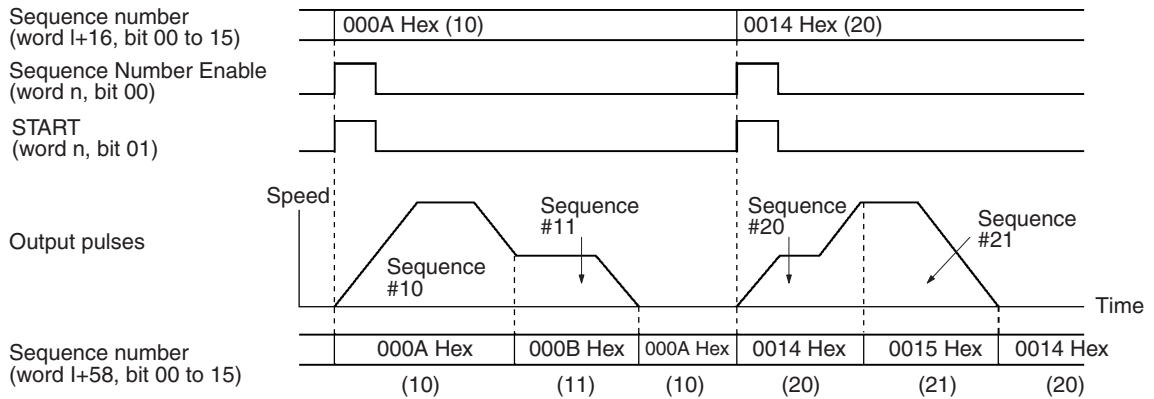 Sequence number
(word I+16, bit 00 to 15)
000A Hex (10)
0014 Hex (20)
Sequence Number Enable
(word n, bit 00)
START
(word n, bit 01)
Speed
Output pulses
Sequence
#10
Sequence
#11
Sequence
#20
Sequence
#21
Time
Sequence number
(word I+58, bit 00 to 15)
000A Hex
000B Hex
000A Hex
0014 Hex
0015 Hex
0014 Hex
(10)
(11)
(10)
(20)
(21)
(20)